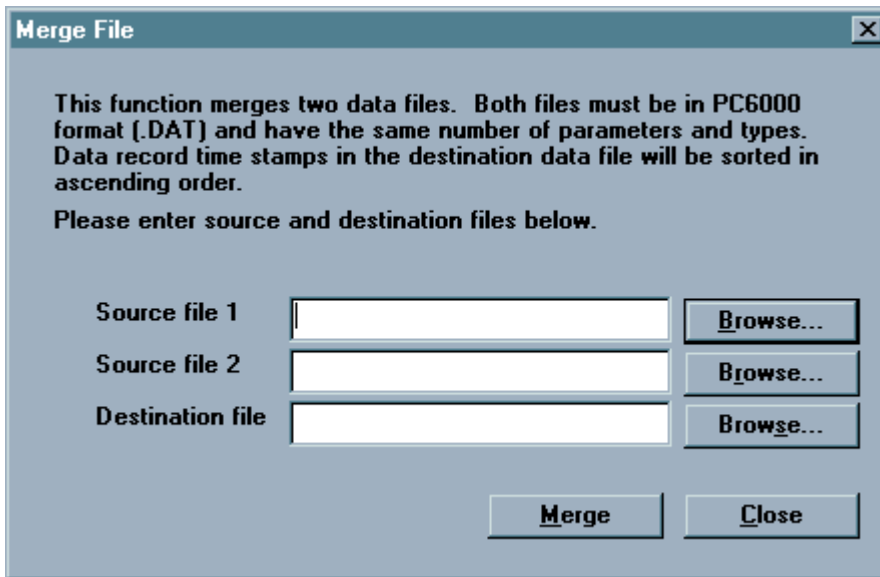 Merge File
This function merges two data files.  Both files must be in PC6000
format (.DAT) and have the same number of parameters and types.
Data record time stamps in the destination data file will be sorted in
ascending order.
Please enter source and destination files below.
Source file 1
Browse...
Source file 2
Browse...
Destination file
Browse...
Merge
Close